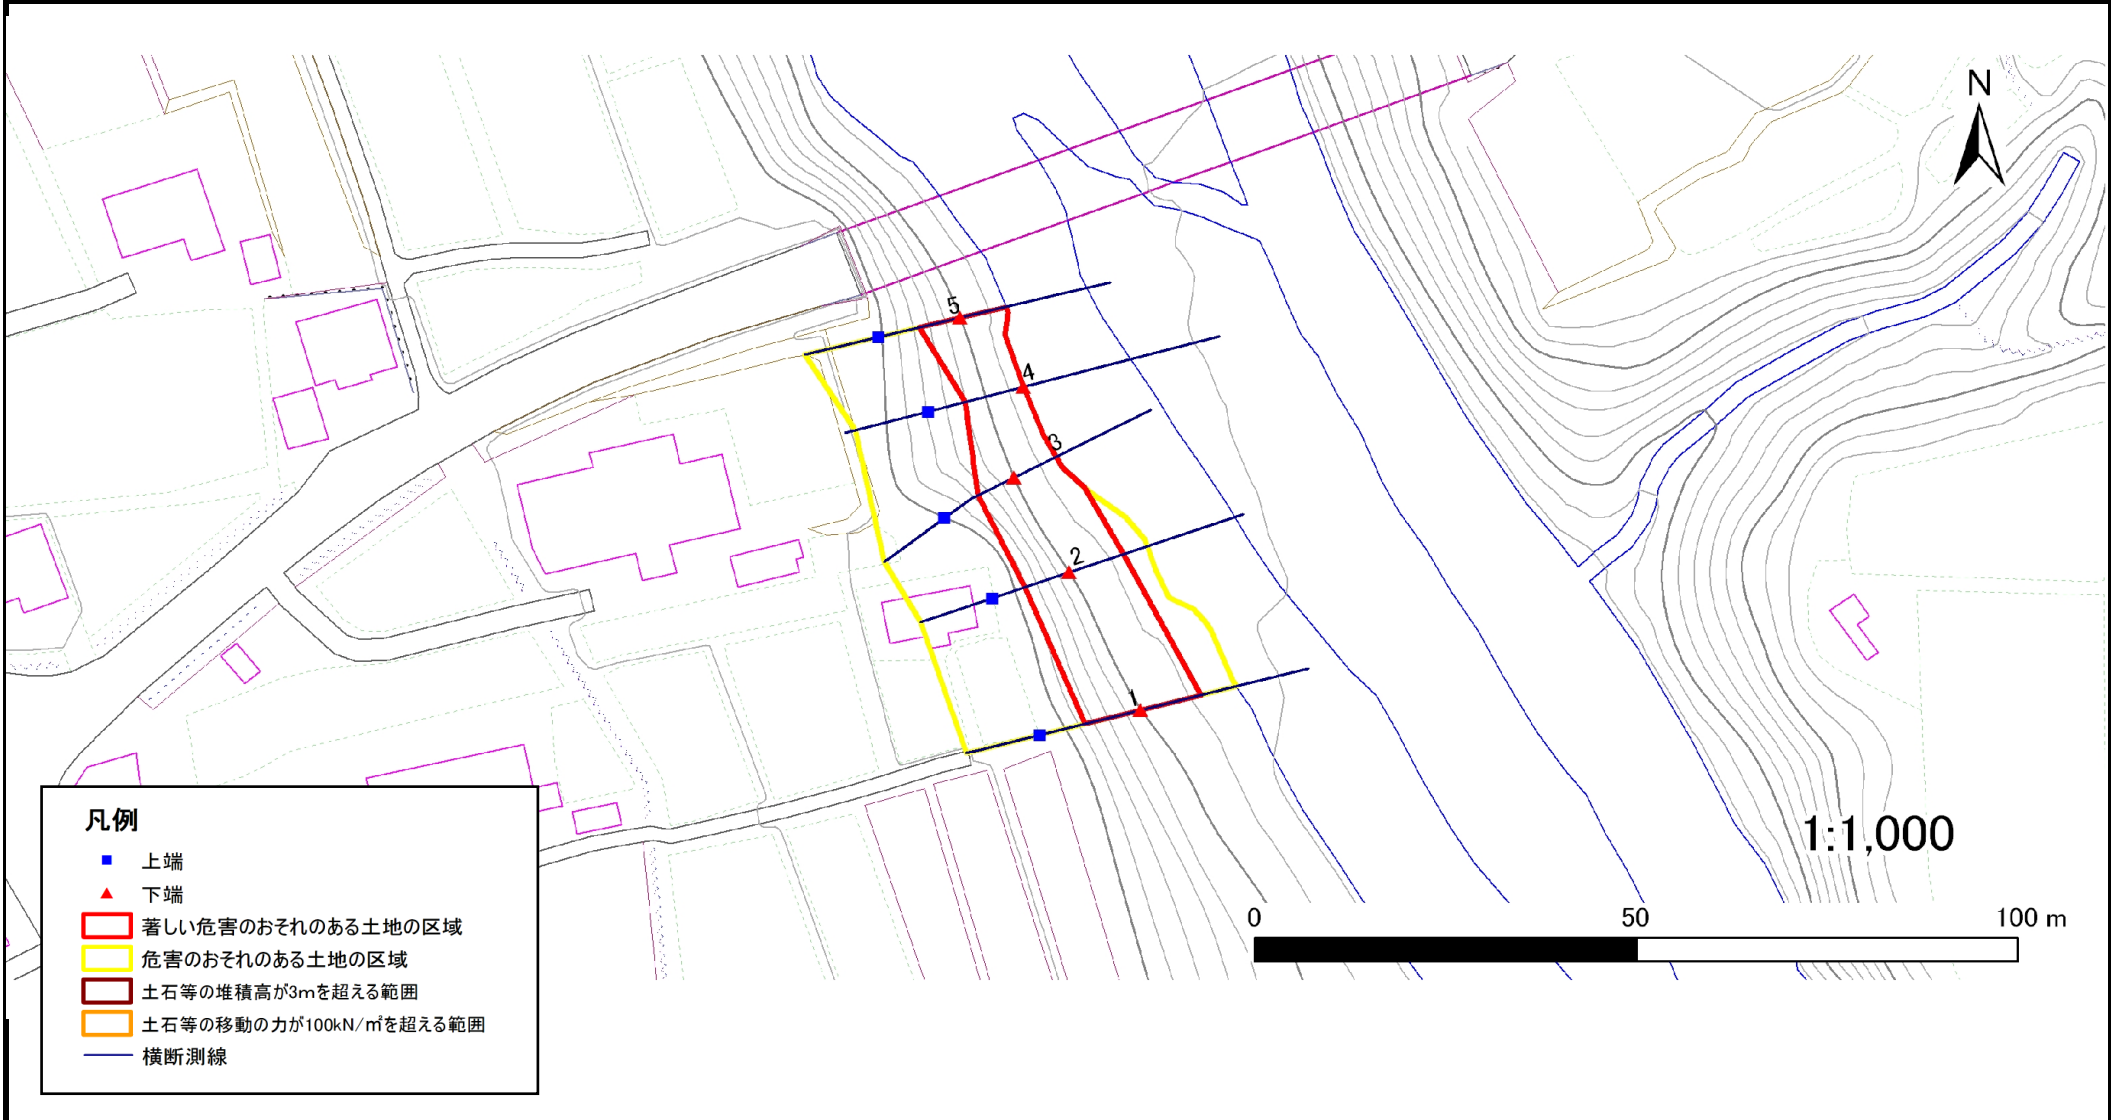 N
5
4
3
2
1
1:1,000
0 50 100 m
凡例
上端
下端
著しい危害のおそれのある土地の区域
危害のおそれのある土地の区域
土石等の堆積高が3mを超える範囲
土石等の移動の力が100kN/㎡を超える範囲
横断測線